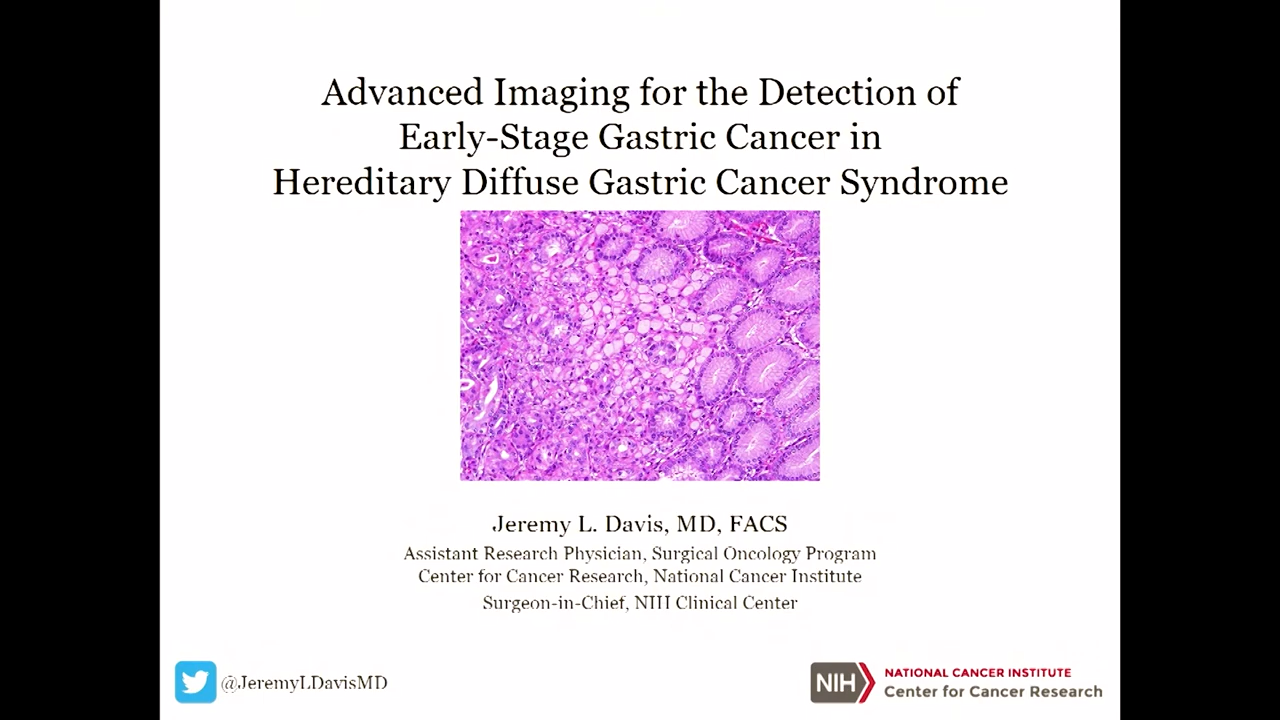 Advanced Imaging for the Detection of
Early-Stage Gastric Cancer in
Hereditary Diffuse Gastric Cancer Syndrome
Jeremy L. Davis, MD, FACS
Assistant Research Physician, Surgical Oncology Program
Center for Cancer Research, National Cancer Institute
Surgeon-in-Chief, NIH Clinical Center
@JeremyLDavisMD
NIH
NATIONAL CANCER INSTITUTE
Center for Cancer Research